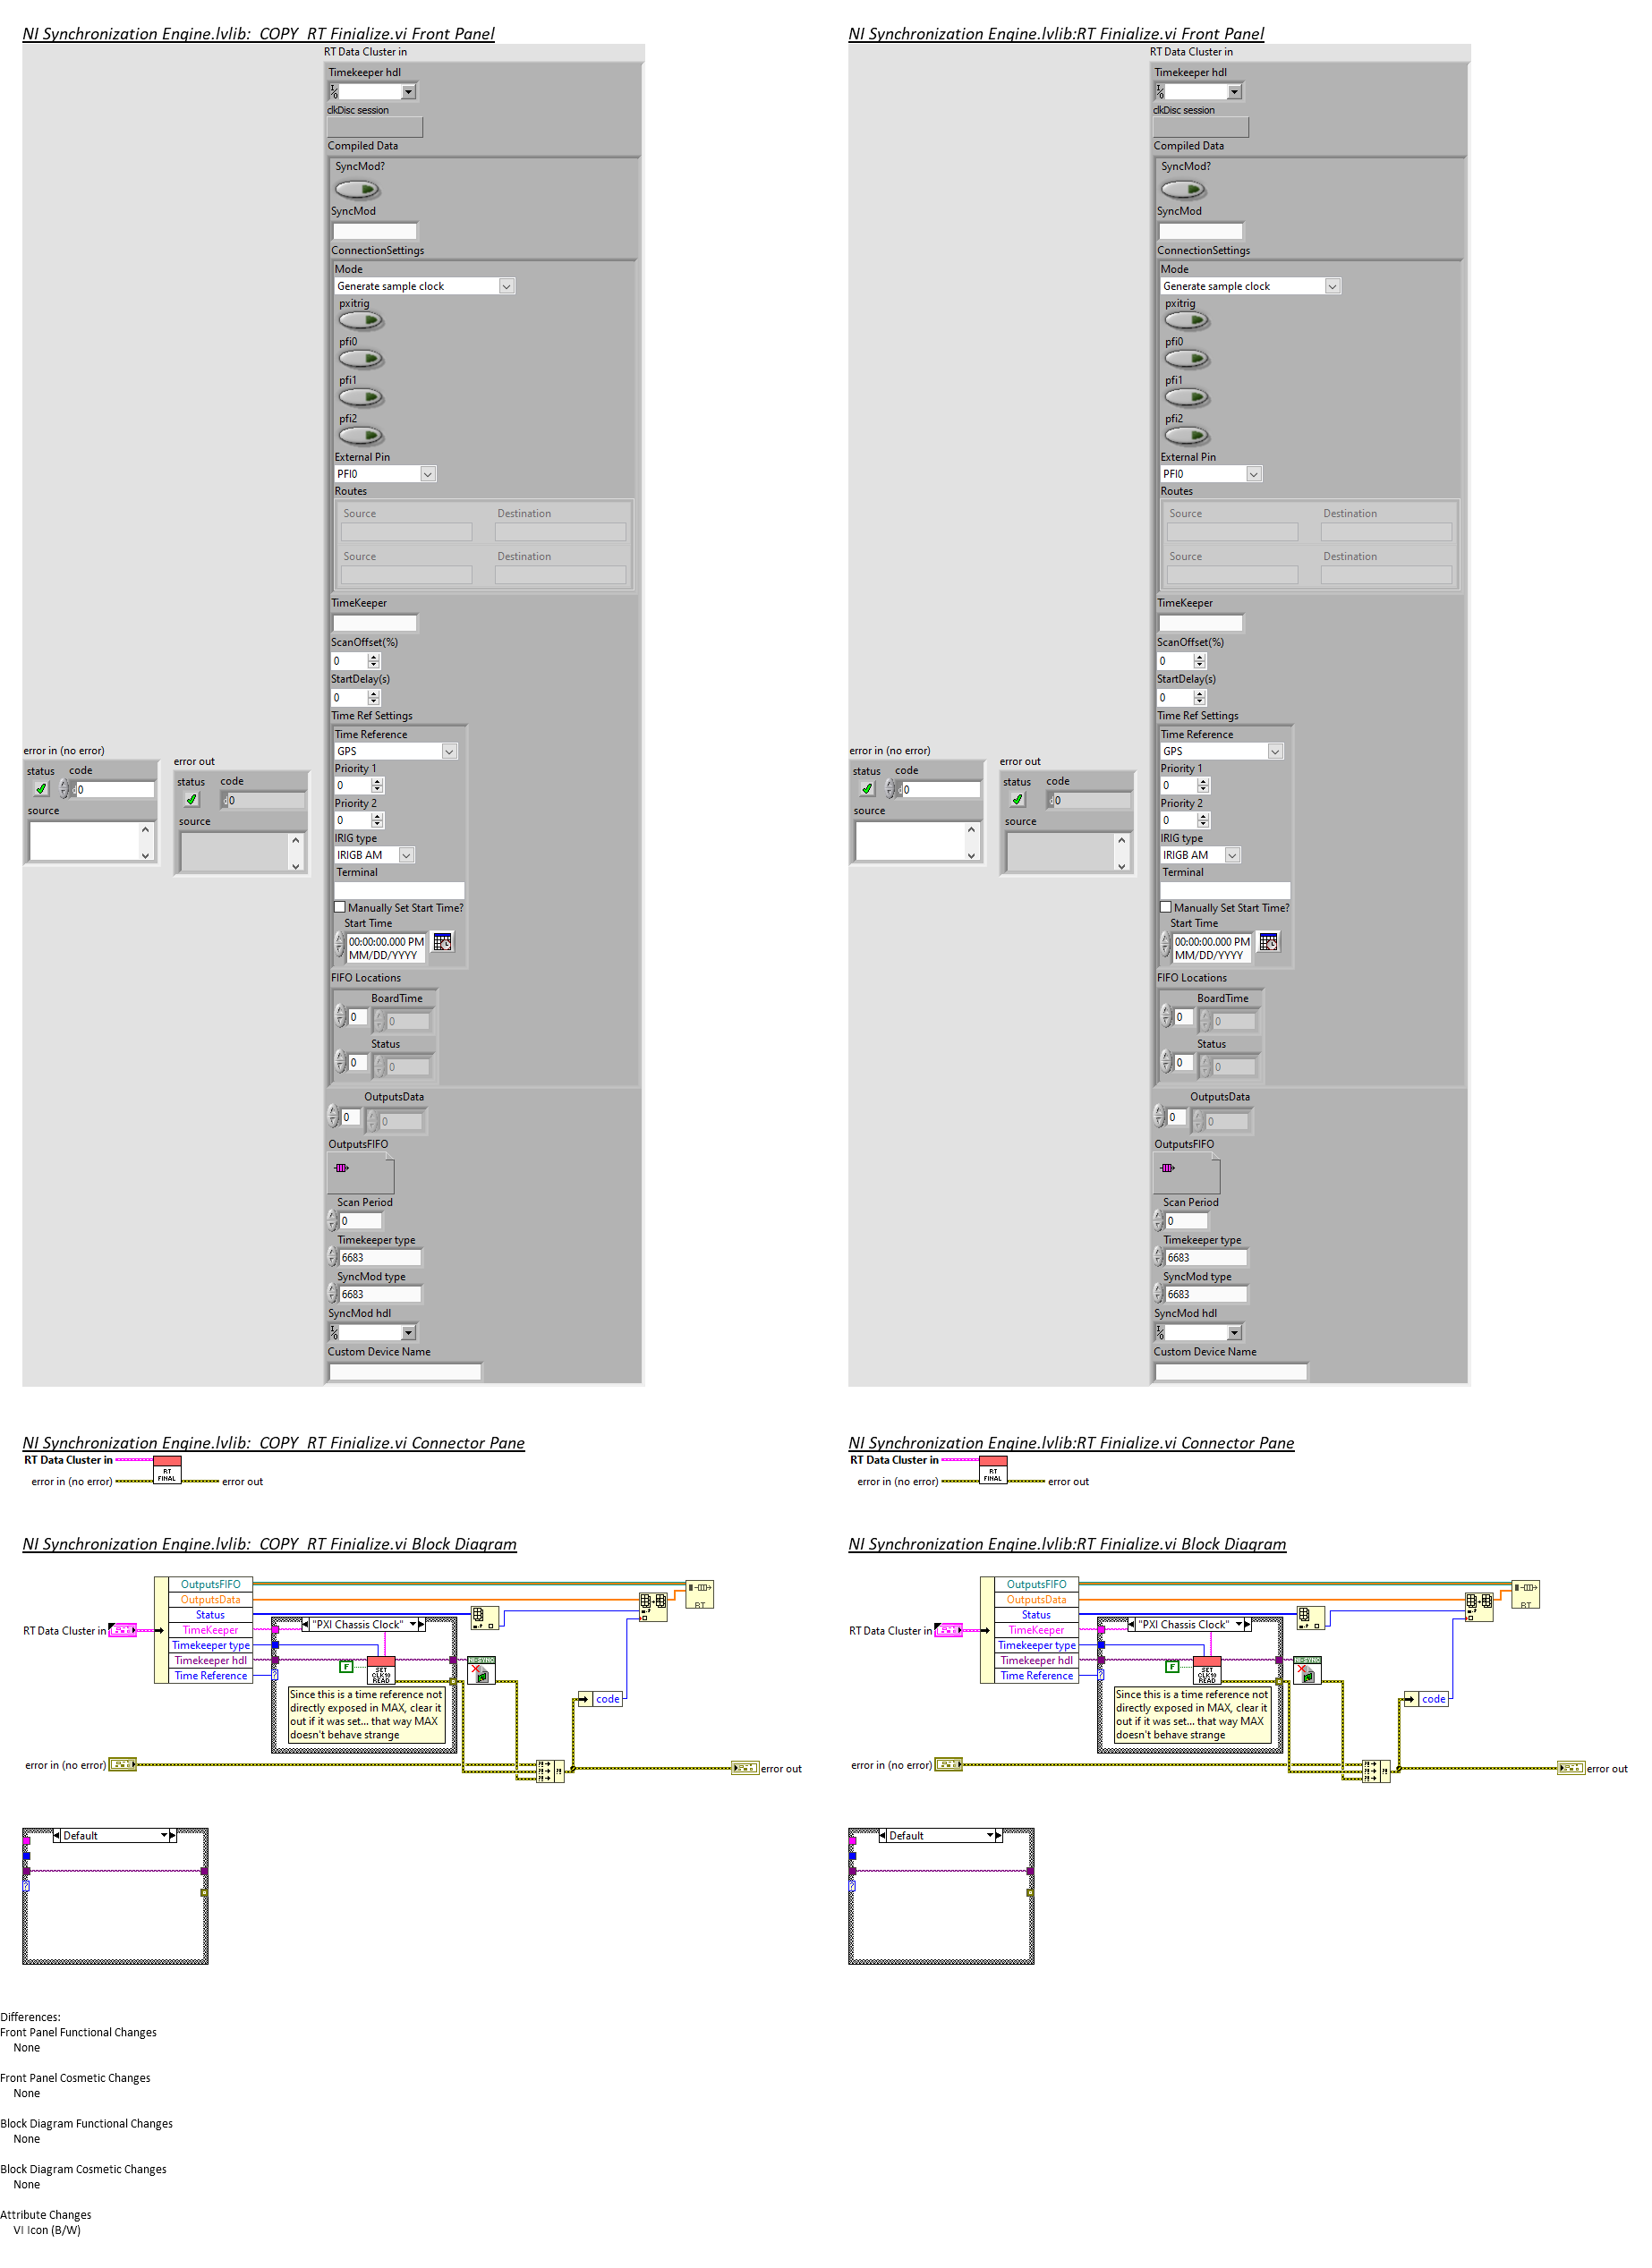 NI Synchronization Engine.lvlib:_COPY_RT Finialize.vi Front Panel
RT Data Cluster in
Timekeeper hdl
clkDisc session
Compiled Data
SyncMod?
SyncMod
ConnectionSettings
Mode
Generate sample clock
pxitrig
pfi0
pfi1
pfi2
External Pin
PFI0
Routes
Source Destination
Source Destination
TimeKeeper
ScanOffset(%)
0
StartDelay(s)
0
Time Ref Settings
Time Reference
GPS
Priority 1
0
Priority 2
0
IRIG type
IRIGB AM
Terminal
Manually Set Start Time?
Start Time
00:00:00.000 PM
MM/DD/YYYY
FIFO Locations
BoardTime
0 0
Status
0 0
OutputsData
0 0
OutputsFIFO
Scan Period
0
Timekeeper type
6683
SyncMod type
6683
SyncMod hdl
Custom Device Name
error in (no error)
status code
0
source
error out
status code
0
source
NI Synchronization Engine.lvlib:RT Finialize.vi Front Panel
RT Data Cluster in
Timekeeper hdl
clkDisc session
Compiled Data
SyncMod?
SyncMod
ConnectionSettings
Mode
Generate sample clock
pxitrig
pfi0
pfi1
pfi2
External Pin
PFI0
Routes
Source Destination
Source Destination
TimeKeeper
ScanOffset(%)
0
StartDelay(s)
0
Time Ref Settings
Time Reference
GPS
Priority 1
0
Priority 2
0
IRIG type
IRIGB AM
Terminal
Manually Set Start Time?
Start Time
00:00:00.000 PM
MM/DD/YYYY
FIFO Locations
BoardTime
0 0
Status
0 0
OutputsData
0 0
OutputsFIFO
Scan Period
0
Timekeeper type
6683
SyncMod type
6683
SyncMod hdl
Custom Device Name
error in (no error)
status code
0
source
error out
status code
0
source
NI Synchronization Engine.lvlib:_COPY_RT Finialize.vi Connector Pane
RT Data Cluster in
RT
FINAL
error in (no error)
error out
NI Synchronization Engine.lvlib:RT Finialize.vi Connector Pane
RT Data Cluster in
RT
FINAL
error in (no error)
error out
NI Synchronization Engine.lvlib:_COPY_RT Finialize.vi Block Diagram
OutputsFIFO
OutputsData
Status
TimeKeeper
Timekeeper type
Timekeeper hdl
Time Reference
RT Data Cluster in
"PXI Chassis Clock"
F
SET
CLK10
READ
Since this is a time reference not
directly exposed in MAX, clear it
out if it was set... that way MAX
doesn't behave strange
RT
code
error in (no error)
error out
Default
NI Synchronization Engine.lvlib:RT Finialize.vi Block Diagram
OutputsFIFO
OutputsData
Status
TimeKeeper
Timekeeper type
Timekeeper hdl
Time Reference
RT Data Cluster in
"PXI Chassis Clock"
F
SET
CLK10
READ
Since this is a time reference not
directly exposed in MAX, clear it
out if it was set... that way MAX
doesn't behave strange
RT
code
error in (no error)
error out
Default
Differences:
Front Panel Functional Changes
None
Front Panel Cosmetic Changes
None
Block Diagram Functional Changes
None
Block Diagram Cosmetic Changes
None
Attribute Changes
VI Icon (B/W)